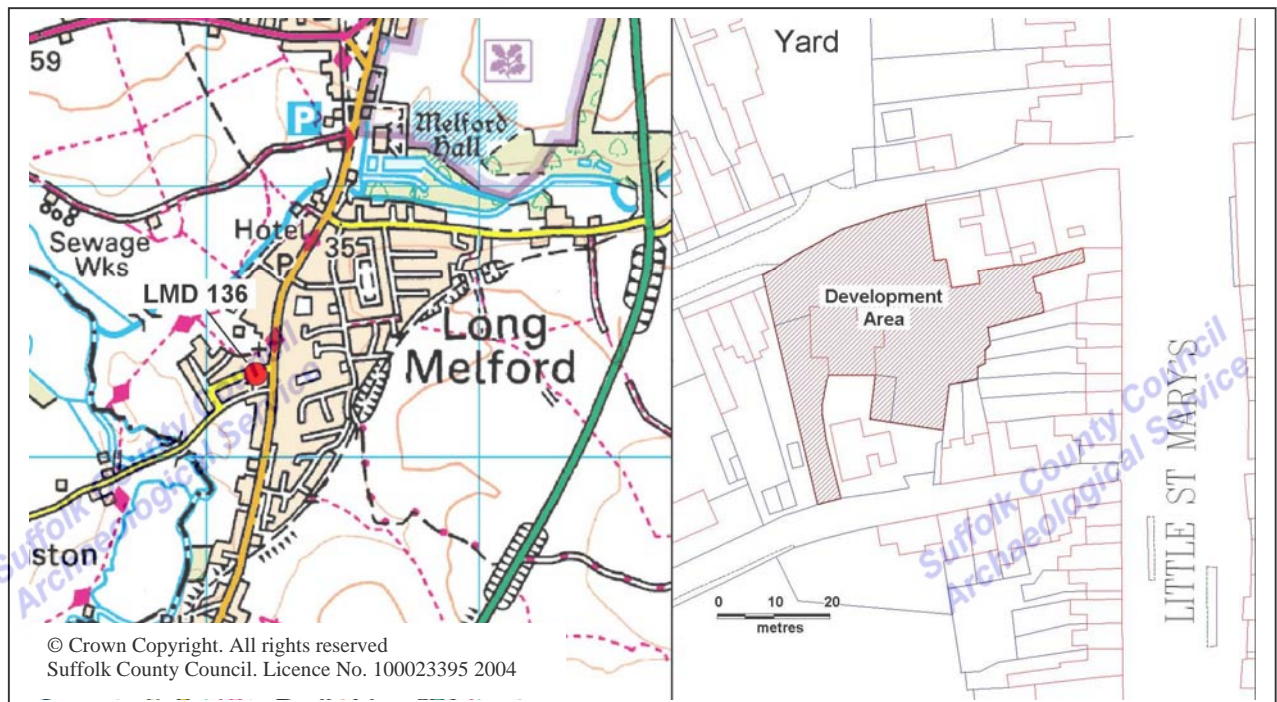 59
P
Melford
Hall
Hotel
35
P
Sewage
Wks
LMD 136
Long
Melford
ston
Suffolk County Council
Archaeological Service
© Crown Copyright. All rights reserved
Suffolk County Council. Licence No. 100023395 2004
Yard
Development
Area
0 10 20
metres
LITTLE ST MARY'S
Suffolk County Council
Archaeological Service